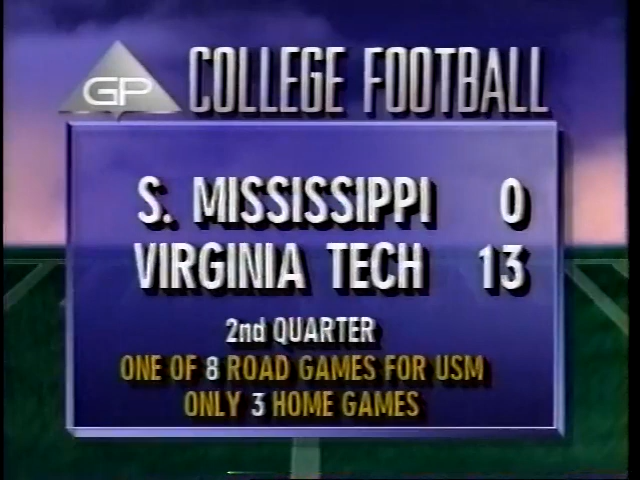 GP COLLEGE FOOTBALL
S. MISSISSIPPI 0
VIRGINIA TECH 13
2nd QUARTER
ONE OF 8 ROAD GAMES FOR USM
ONLY 3 HOME GAMES